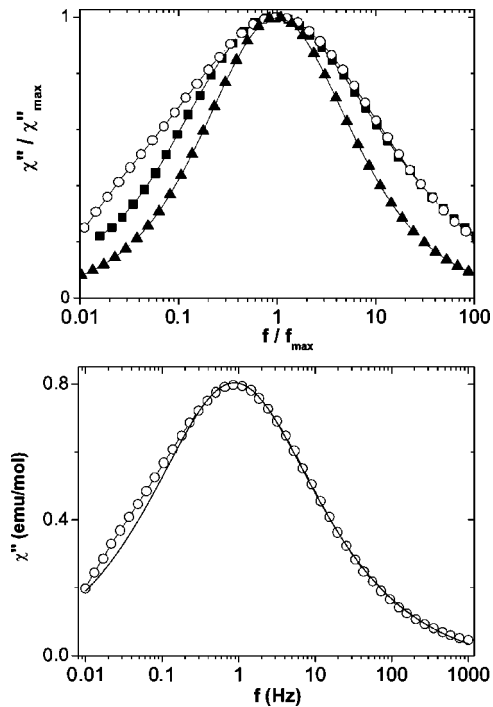 1
χ" / χ"max
0
0.01 0.1 1 10 100
f / fmax
0.8
χ" (emu/mol)
0.4
0.0
0.01 0.1 1 10 100 1000
f (Hz)